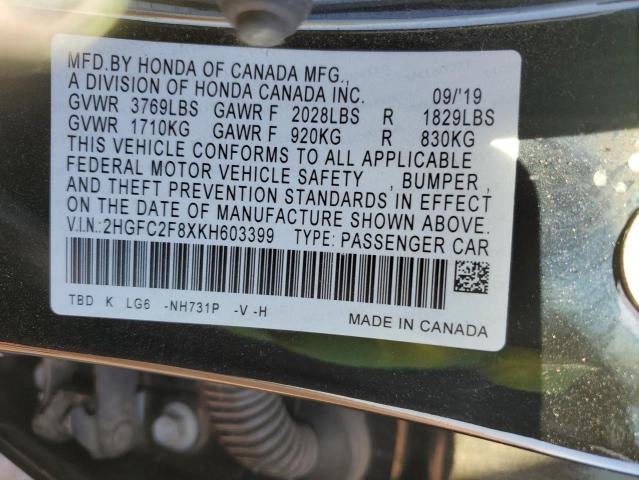 MFD.BY HONDA OF CANADA MFG.,
A DIVISION OF HONDA CANADA INC. 09/'19
GVWR 3769LBS GAWR F 2028LBS R 1829LBS
GVWR 1710KG GAWR F 920KG R 830KG
THIS VEHICLE CONFORMS TO ALL APPLICABLE
FEDERAL MOTOR VEHICLE SAFETY , BUMPER ,
AND THEFT PREVENTION STANDARDS IN EFFECT
ON THE DATE OF MANUFACTURE SHOWN ABOVE.
V.I.N.:2HGFC2F8XKH603399 TYPE: PASSENGER CAR
TBD K LG6 -NH731P -V -H
MADE IN CANADA